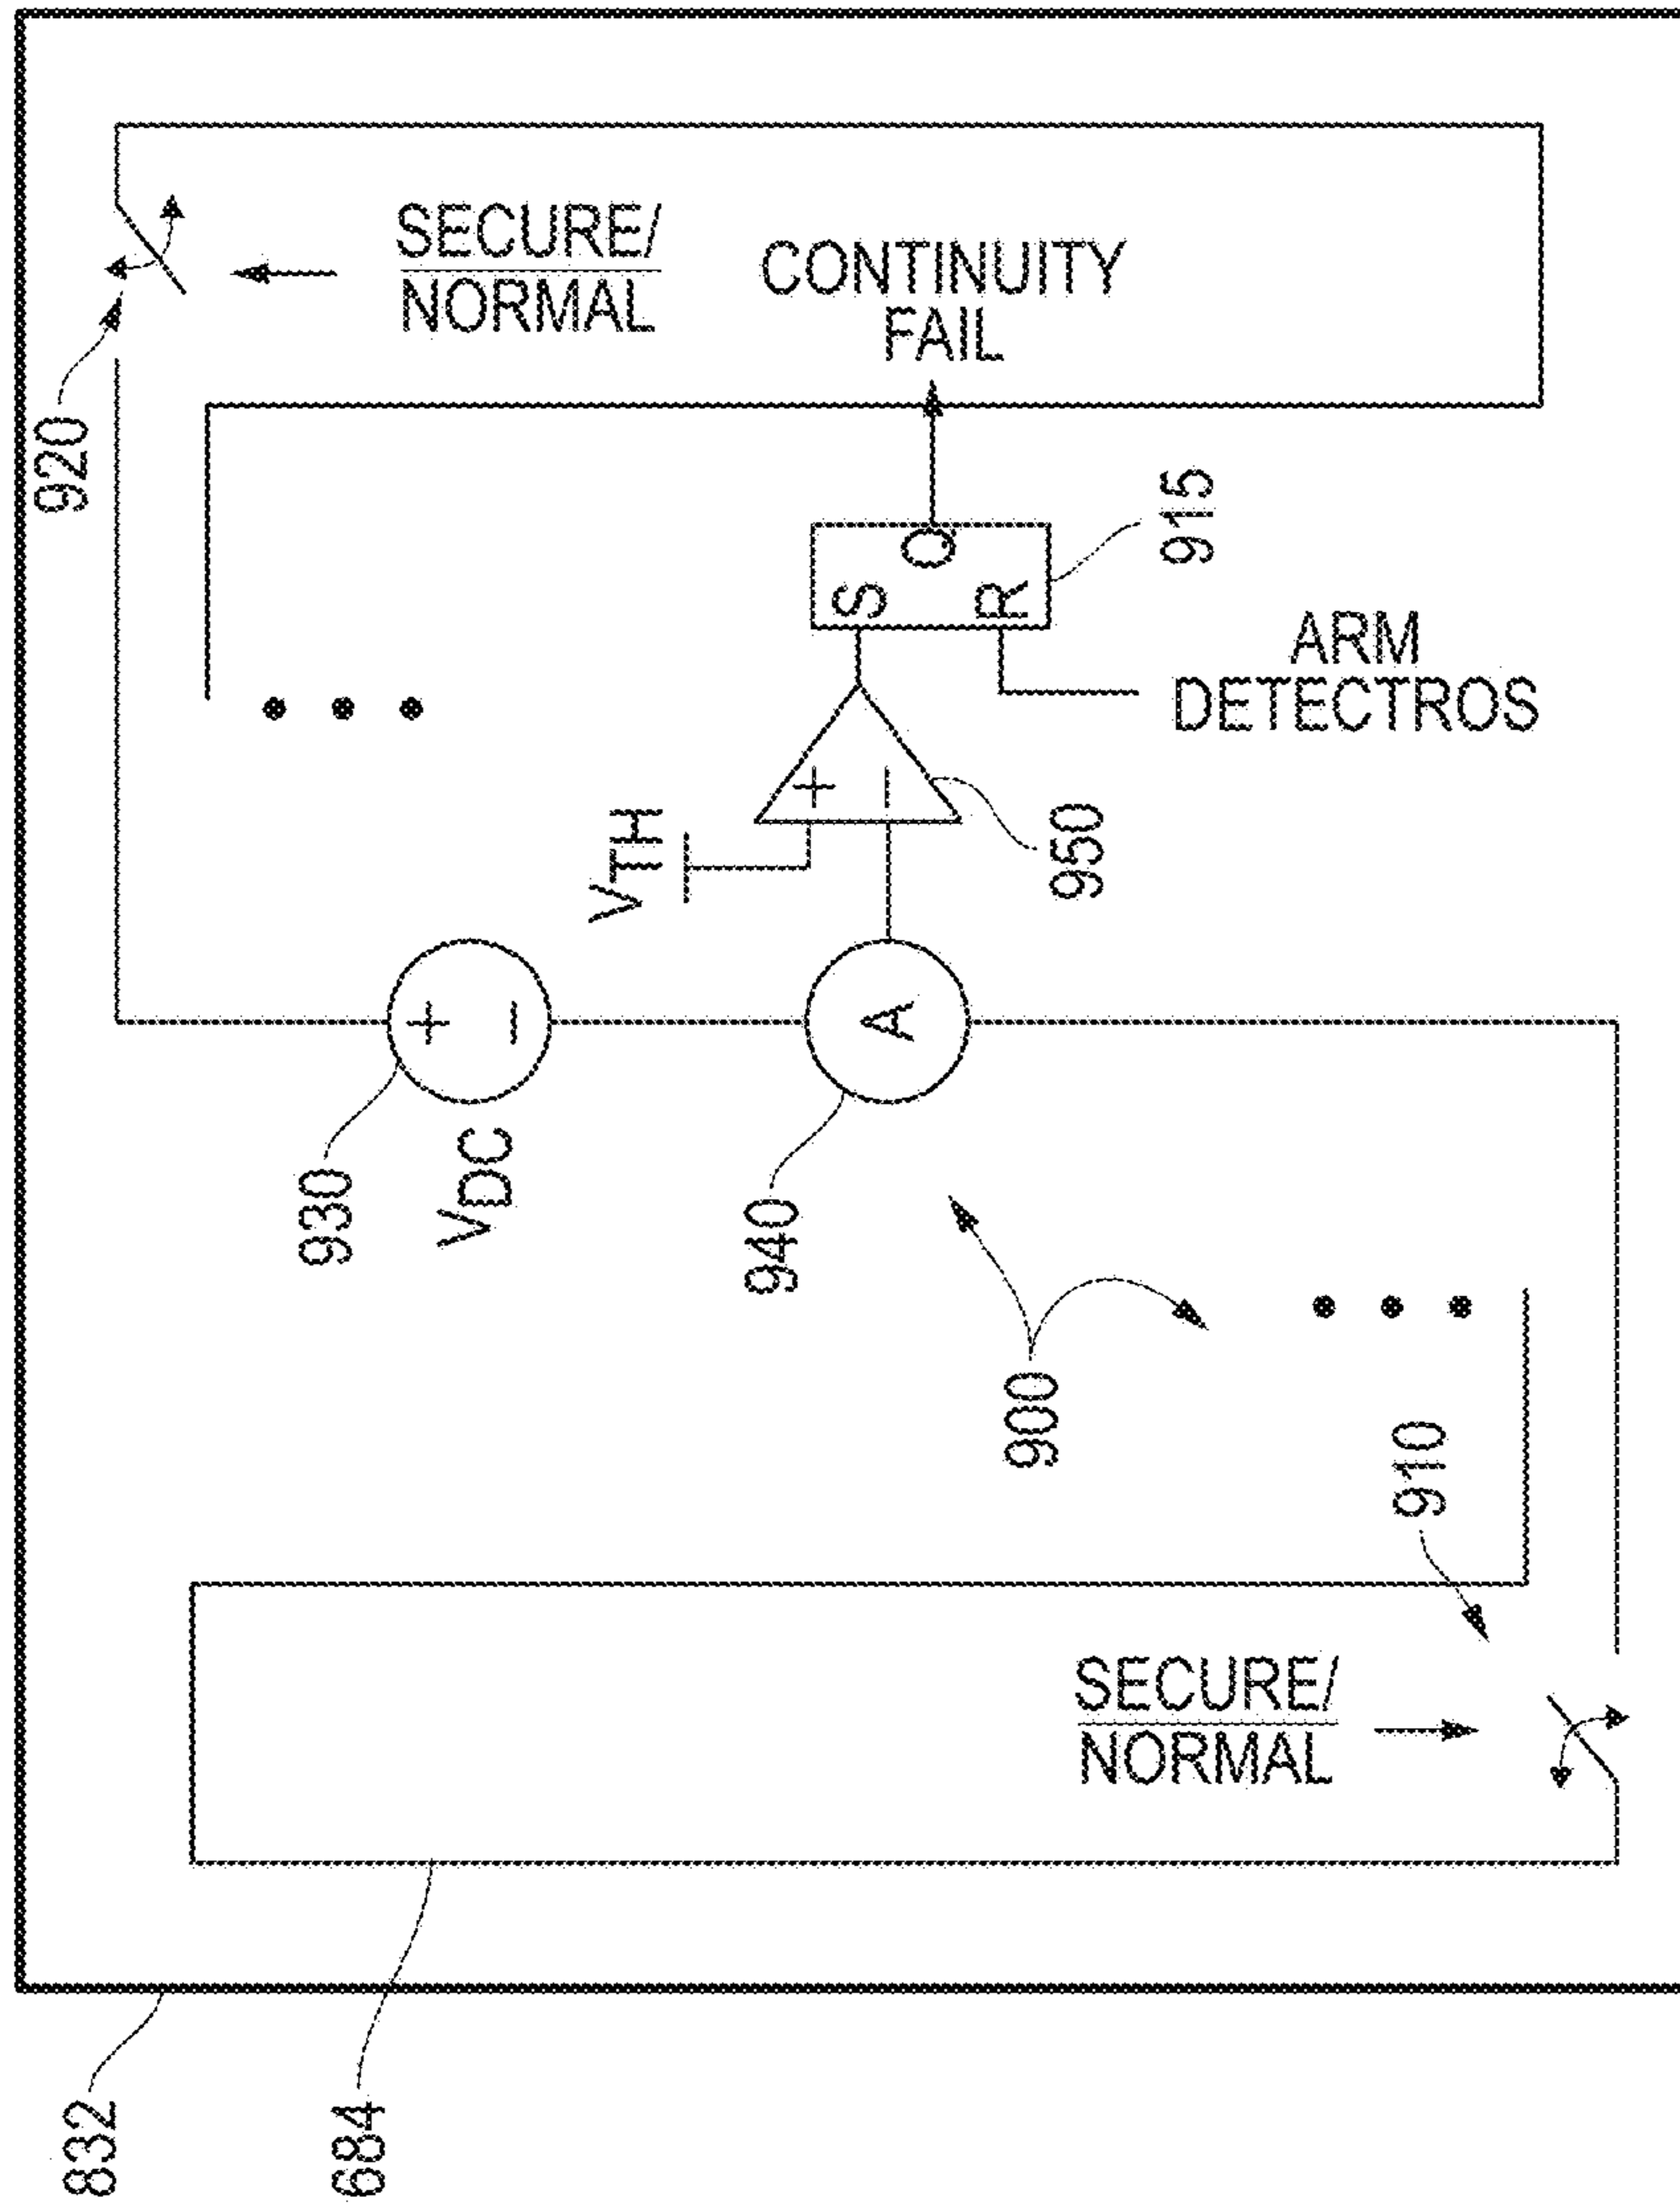 920
SECURE/
NORMAL
CONTINUITY
FAIL
S
Q
R
915
ARM
DETECTROS
VTH
+
−
950
+
−
930
VDC
A
940
900
910
SECURE/
NORMAL
832
684